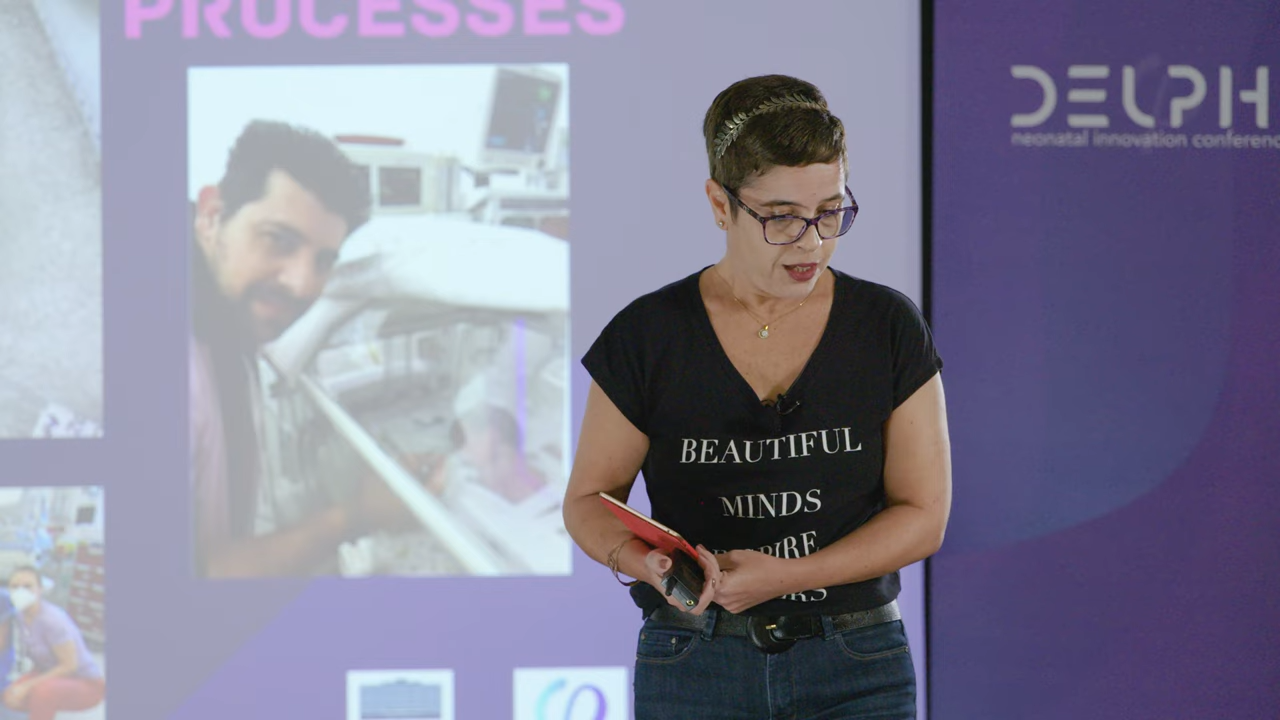 PROCESSES
DELPH
neonatal innovation conferenc
BEAUTIFUL
MINDS